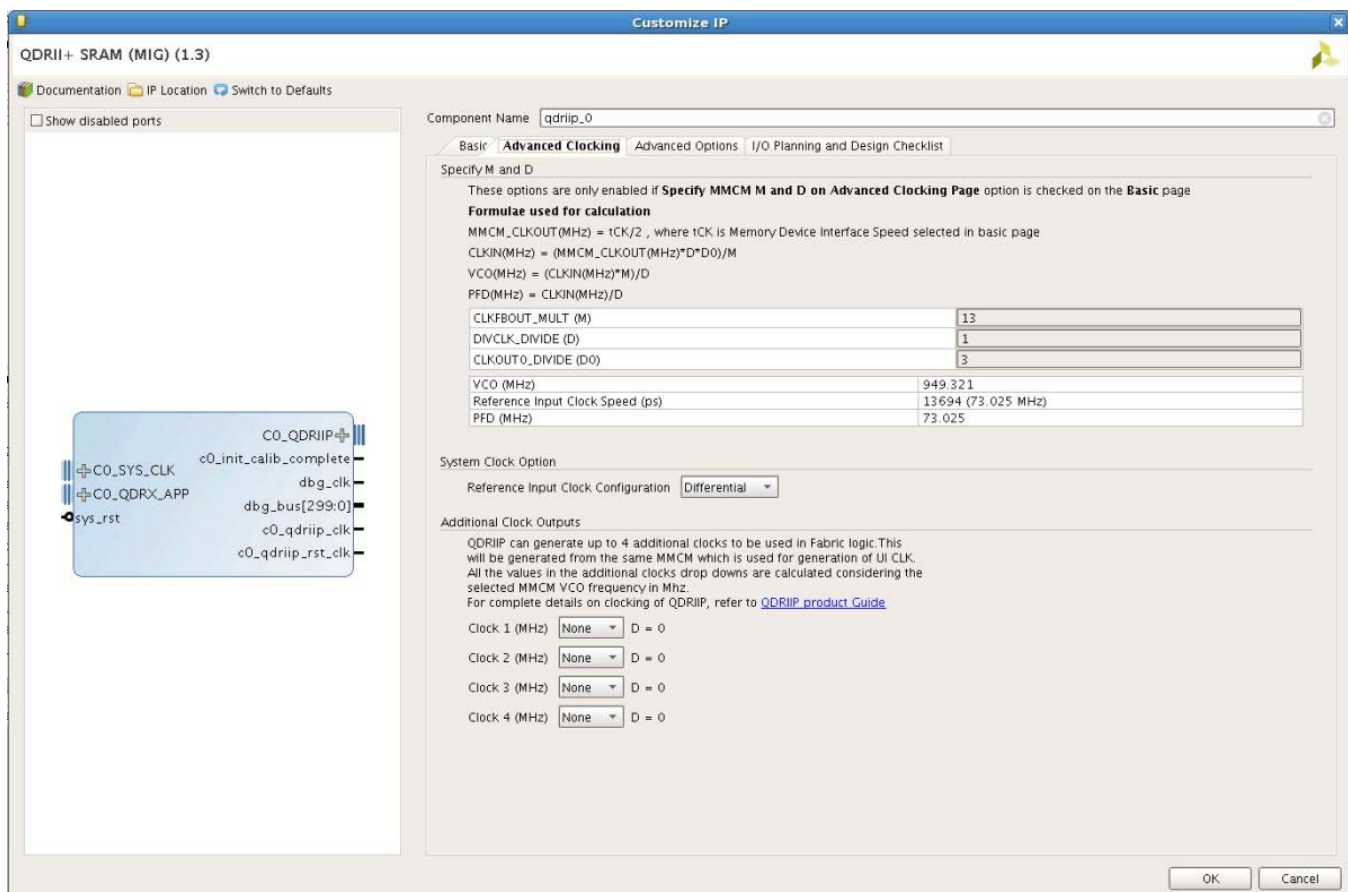 Customize IP
QDRII+ SRAM (MIG) (1.3)
Documentation IP Location Switch to Defaults
Show disabled ports
C0_SYS_CLK
C0_QDRX_APP
sys_rst
C0_QDRIIP
c0_init_calib_complete
dbg_clk
dbg_bus[299:0]
c0_qdriip_clk
c0_qdriip_rst_clk
Component Name qdriip_0
Basic Advanced Clocking Advanced Options I/O Planning and Design Checklist
Specify M and D
These options are only enabled if Specify MMCM M and D on Advanced Clocking Page option is checked on the Basic page
Formulae used for calculation
MMCM_CLKOUT(MHz) = tCK/2 , where tCK is Memory Device Interface Speed selected in basic page
CLKIN(MHz) = (MMCM_CLKOUT(MHz)*D*D0)/M
VCO(MHz) = (CLKIN(MHz)*M)/D
PFD(MHz) = CLKIN(MHz)/D
CLKFBOUT_MULT (M) 13
DIVCLK_DIVIDE (D) 1
CLKOUT0_DIVIDE (D0) 3
VCO (MHz) 949.321
Reference Input Clock Speed (ps) 13694 (73.025 MHz)
PFD (MHz) 73.025
System Clock Option
Reference Input Clock Configuration Differential
Additional Clock Outputs
QDRIIP can generate up to 4 additional clocks to be used in Fabric logic.This
will be generated from the same MMCM which is used for generation of UI CLK.
All the values in the additional clocks drop downs are calculated considering the
selected MMCM VCO frequency in Mhz.
For complete details on clocking of QDRIIP, refer to QDRIIP product Guide
Clock 1 (MHz) None D = 0
Clock 2 (MHz) None D = 0
Clock 3 (MHz) None D = 0
Clock 4 (MHz) None D = 0
OK Cancel